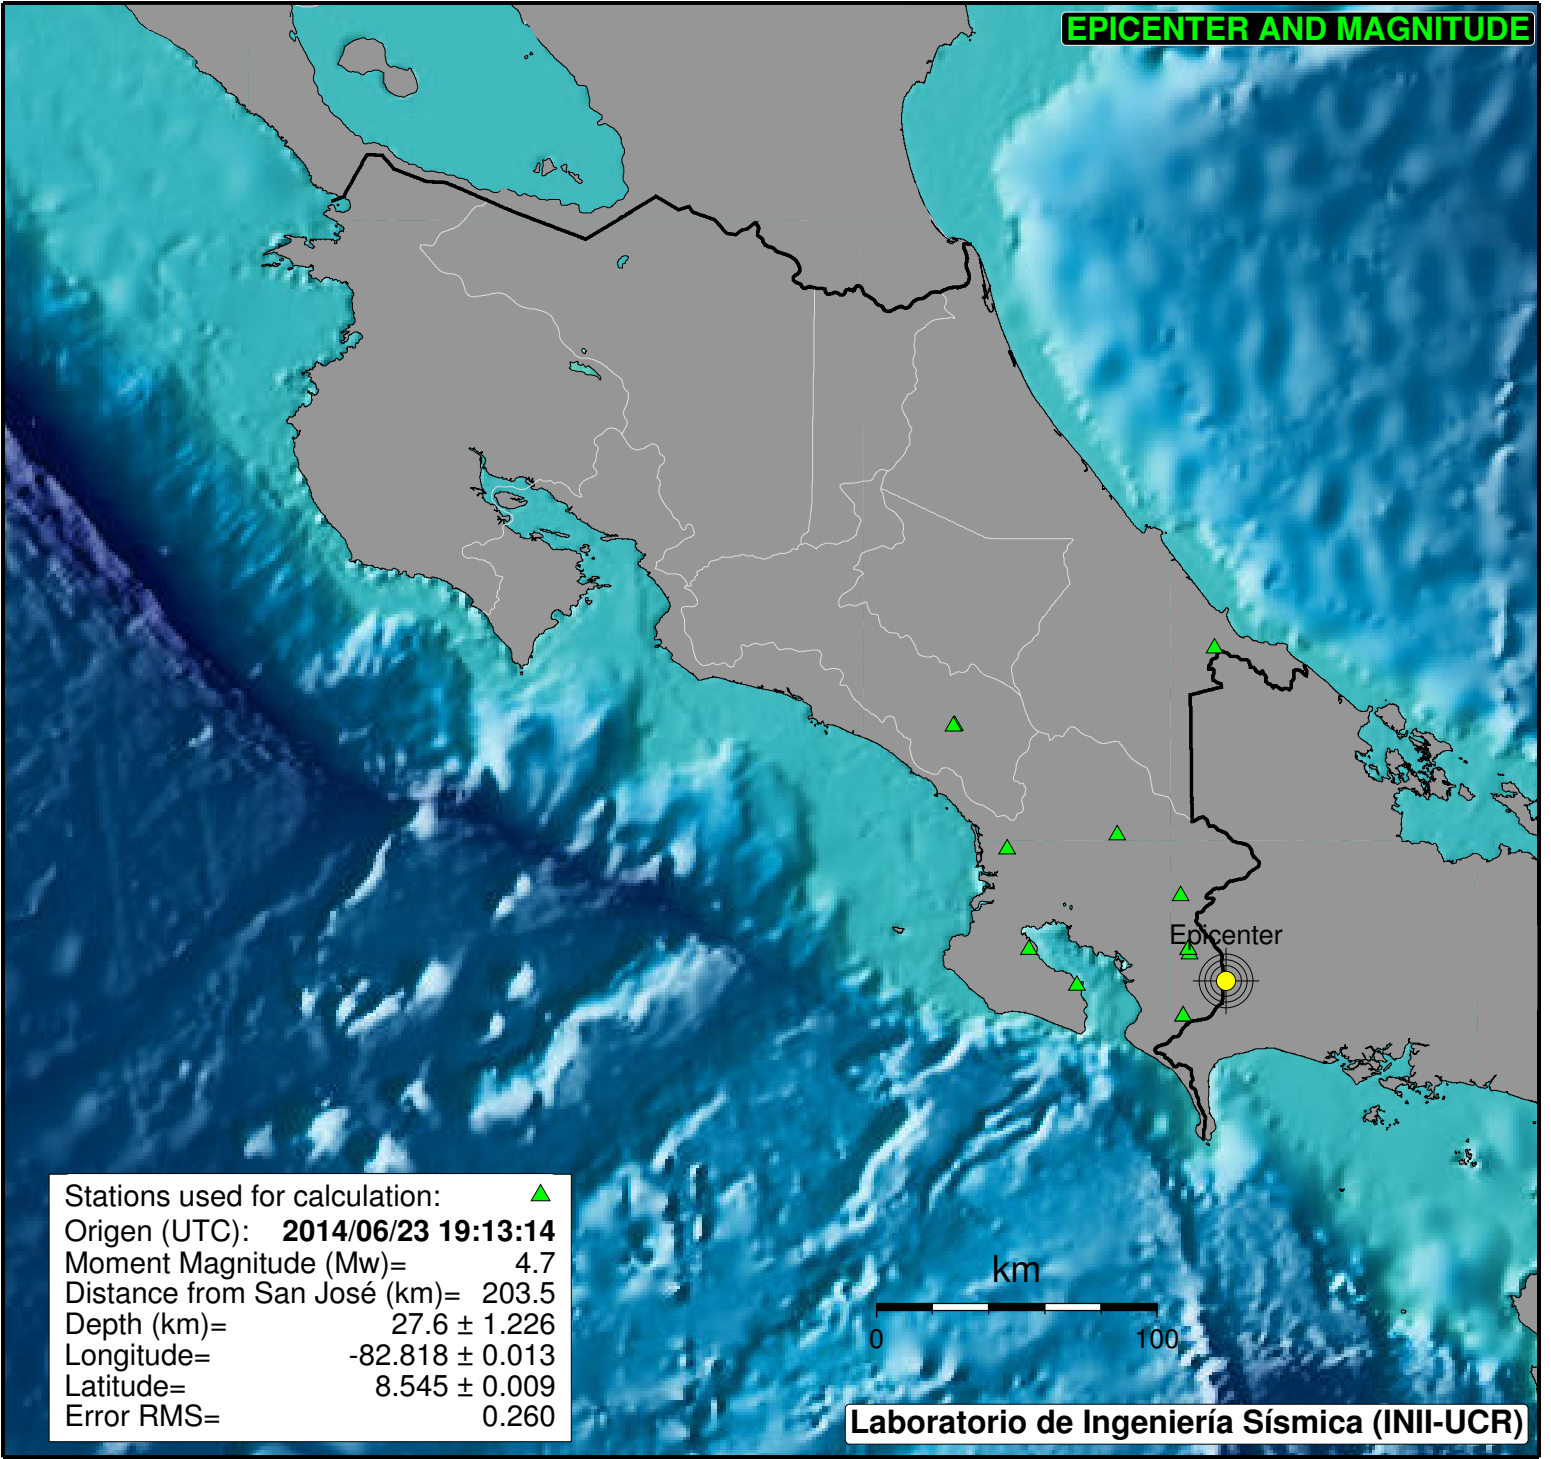 EPICENTER AND MAGNITUDE
Epicenter
Stations used for calculation:
Origen (UTC): 2014/06/23 19:13:14
Moment Magnitude (Mw)= 4.7
Distance from San José (km)= 203.5
Depth (km)= 27.6 ± 1.226
Longitude= -82.818 ± 0.013
Latitude= 8.545 ± 0.009
Error RMS= 0.260
km
0 100
Laboratorio de Ingeniería Sísmica (INII-UCR)